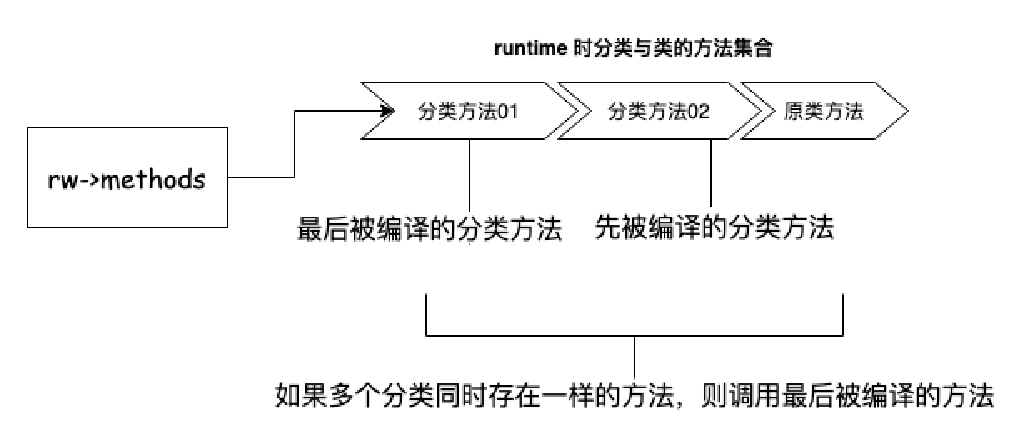 runtime 时分类与类的方法集合
分类方法01
分类方法02
原类方法
rw->methods
最后被编译的分类方法
先被编译的分类方法
如果多个分类同时存在一样的方法，则调用最后被编译的方法